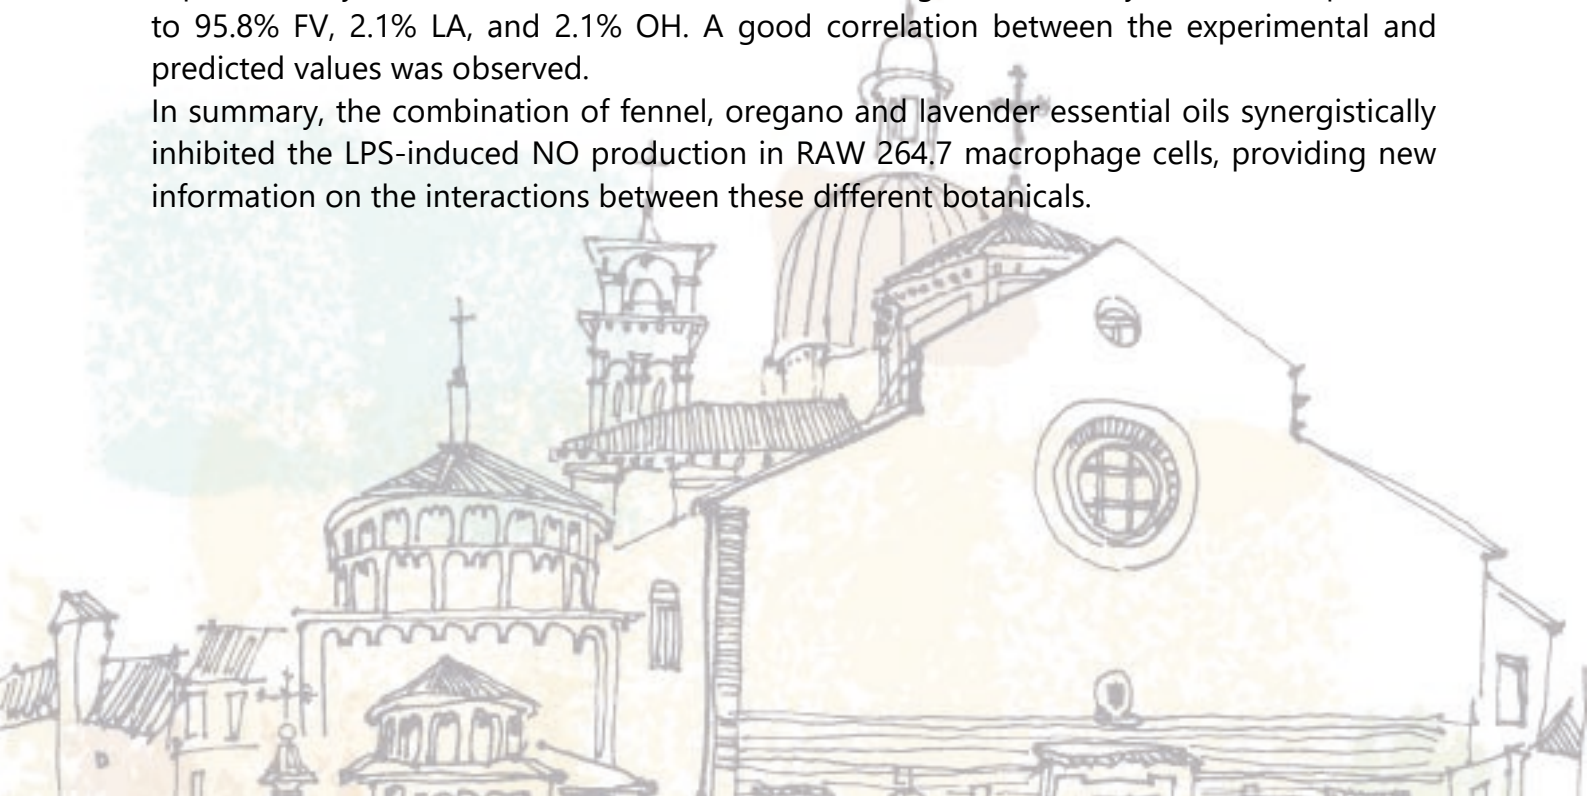 to 95.8% FV, 2.1% LA, and 2.1% OH. A good correlation between the experimental and
predicted values was observed.
In summary, the combination of fennel, oregano and lavender essential oils synergistically
inhibited the LPS-induced NO production in RAW 264.7 macrophage cells, providing new
information on the interactions between these different botanicals.